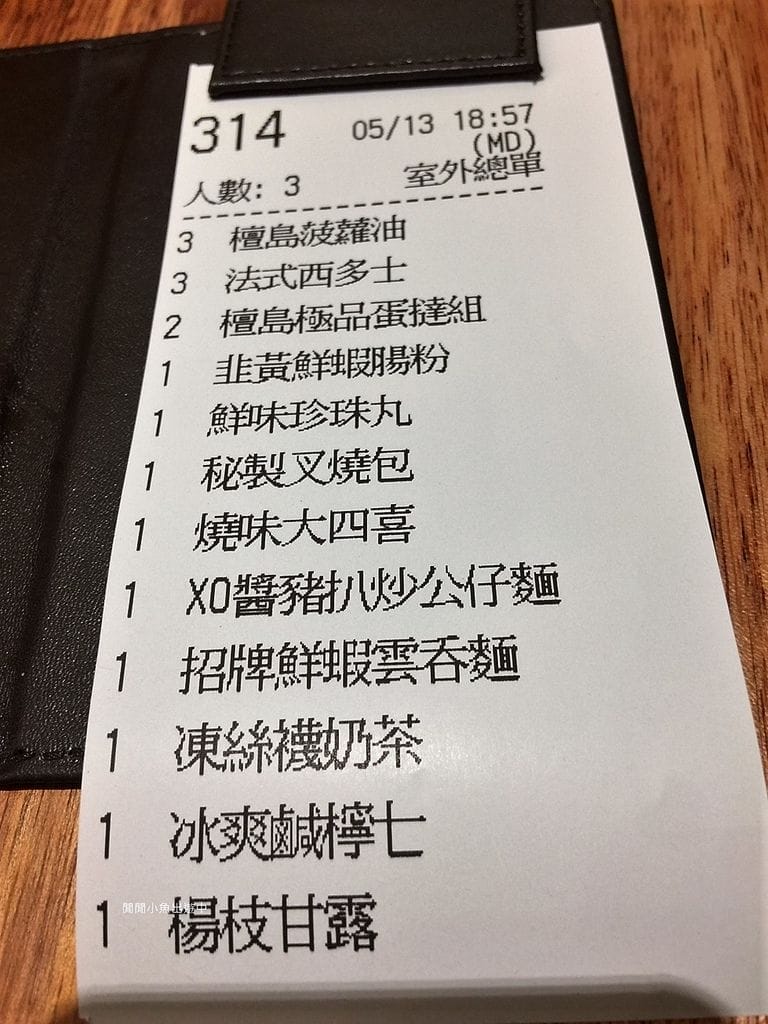 314 05/13 18:57
(MD)
人數: 3 室外總單
3 檀島菠蘿油
3 法式西多士
2 檀島極品蛋撻組
1 韭黃鮮蝦腸粉
1 鮮味珍珠丸
1 秘製叉燒包
1 燒味大四喜
1 XO醬豬扒炒公仔麵
1 招牌鮮蝦雲吞麵
1 凍絲襪奶茶
1 冰爽鹹檸七
1 楊枝甘露